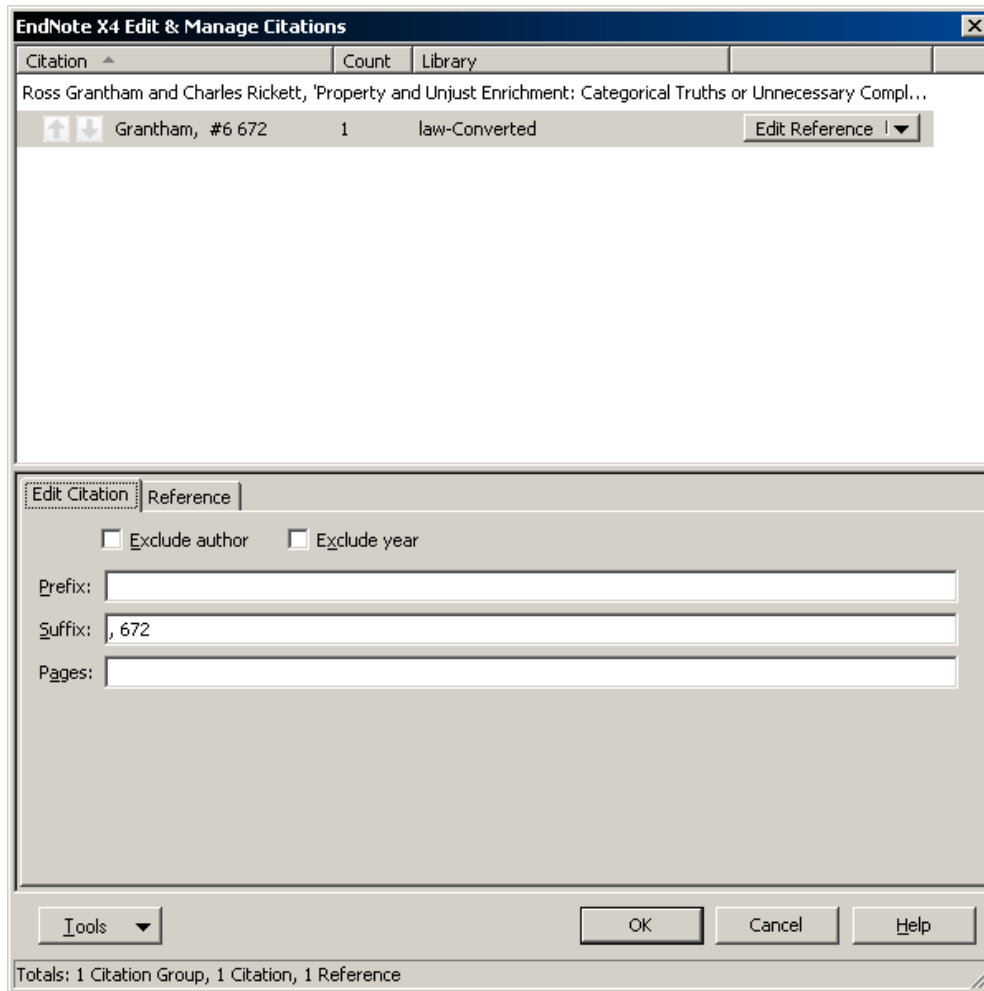 EndNote X4 Edit & Manage Citations
Citation Count Library
Ross Grantham and Charles Rickett, 'Property and Unjust Enrichment: Categorical Truths or Unnecessary Compl...
Grantham, #6 672 1 law-Converted Edit Reference
Edit Citation Reference
Exclude author Exclude year
Prefix:
Suffix: , 672
Pages:
Tools OK Cancel Help
Totals: 1 Citation Group, 1 Citation, 1 Reference